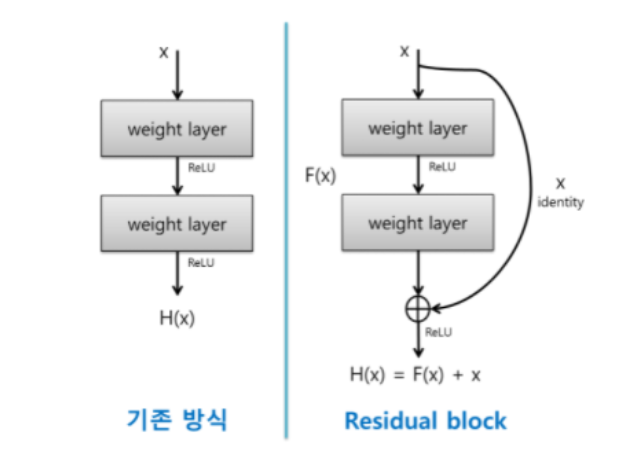 x
weight layer
ReLU
weight layer
ReLU
H(x)
기존 방식
x
weight layer
ReLU
F(x)
weight layer
x
identity
ReLU
H(x) = F(x) + x
Residual block